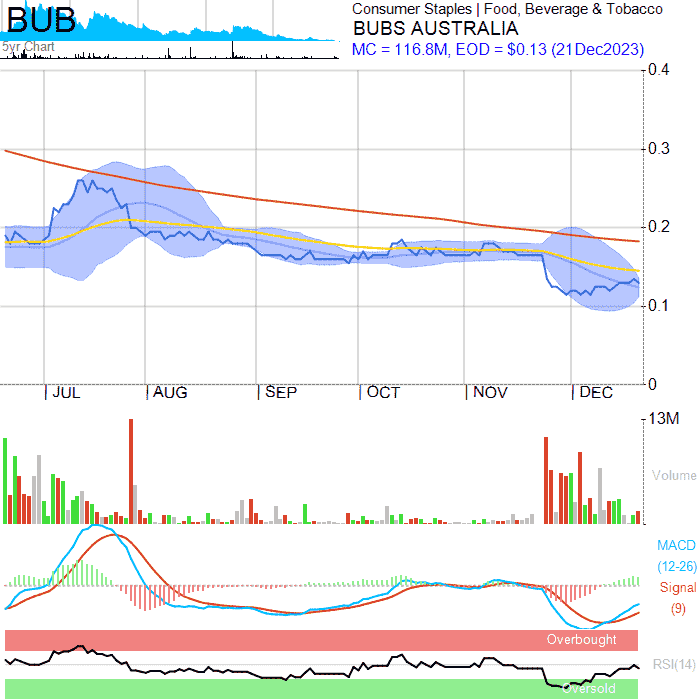 BUB
5yr Chart
Consumer Staples | Food, Beverage & Tobacco
BUBS AUSTRALIA
MC = 116.8M, EOD = $0.13 (21Dec2023)
0.4
0.3
0.2
0.1
0
JUL AUG SEP OCT NOV DEC
13M
Volume
MACD
(12-26)
Signal
(9)
Overbought
RSI(14)
Oversold